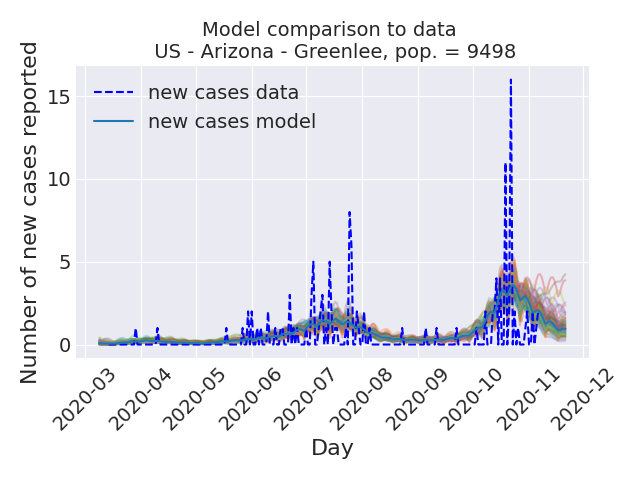 Model comparison to data
US - Arizona - Greenlee, pop. = 9498
Number of new cases reported
15
10
5
0
new cases data
new cases model
2020-03
2020-04
2020-05
2020-06
2020-07
2020-08
2020-09
2020-10
2020-11
2020-12
Day